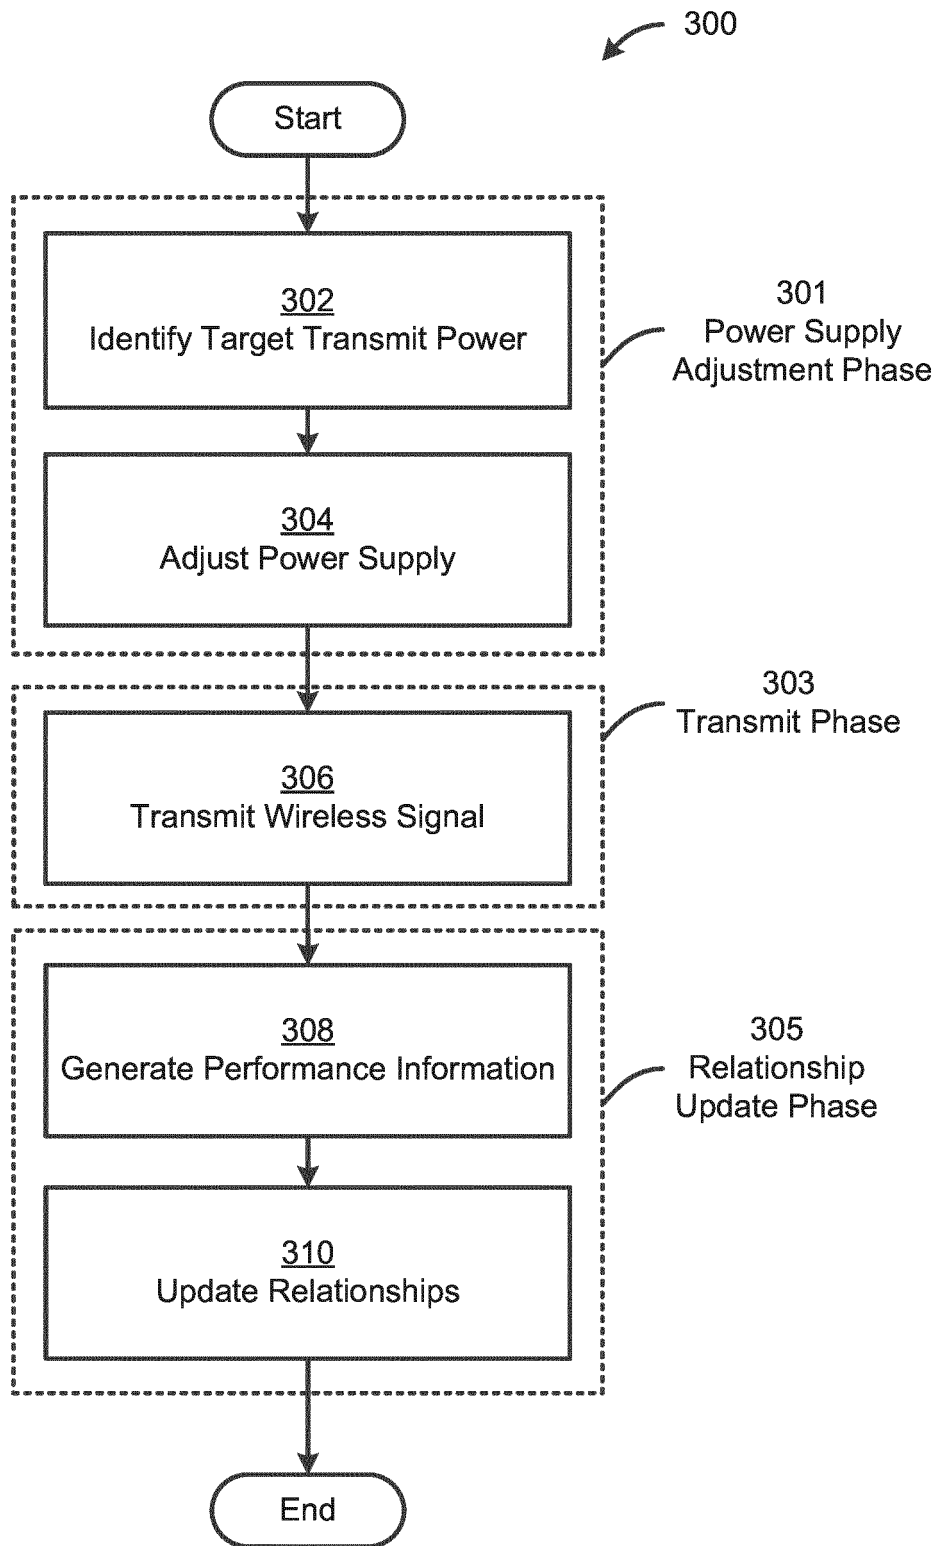 300
Start
302
Identify Target Transmit Power
301
Power Supply
Adjustment Phase
304
Adjust Power Supply
303
Transmit Phase
306
Transmit Wireless Signal
308
Generate Performance Information
305
Relationship
Update Phase
310
Update Relationships
End